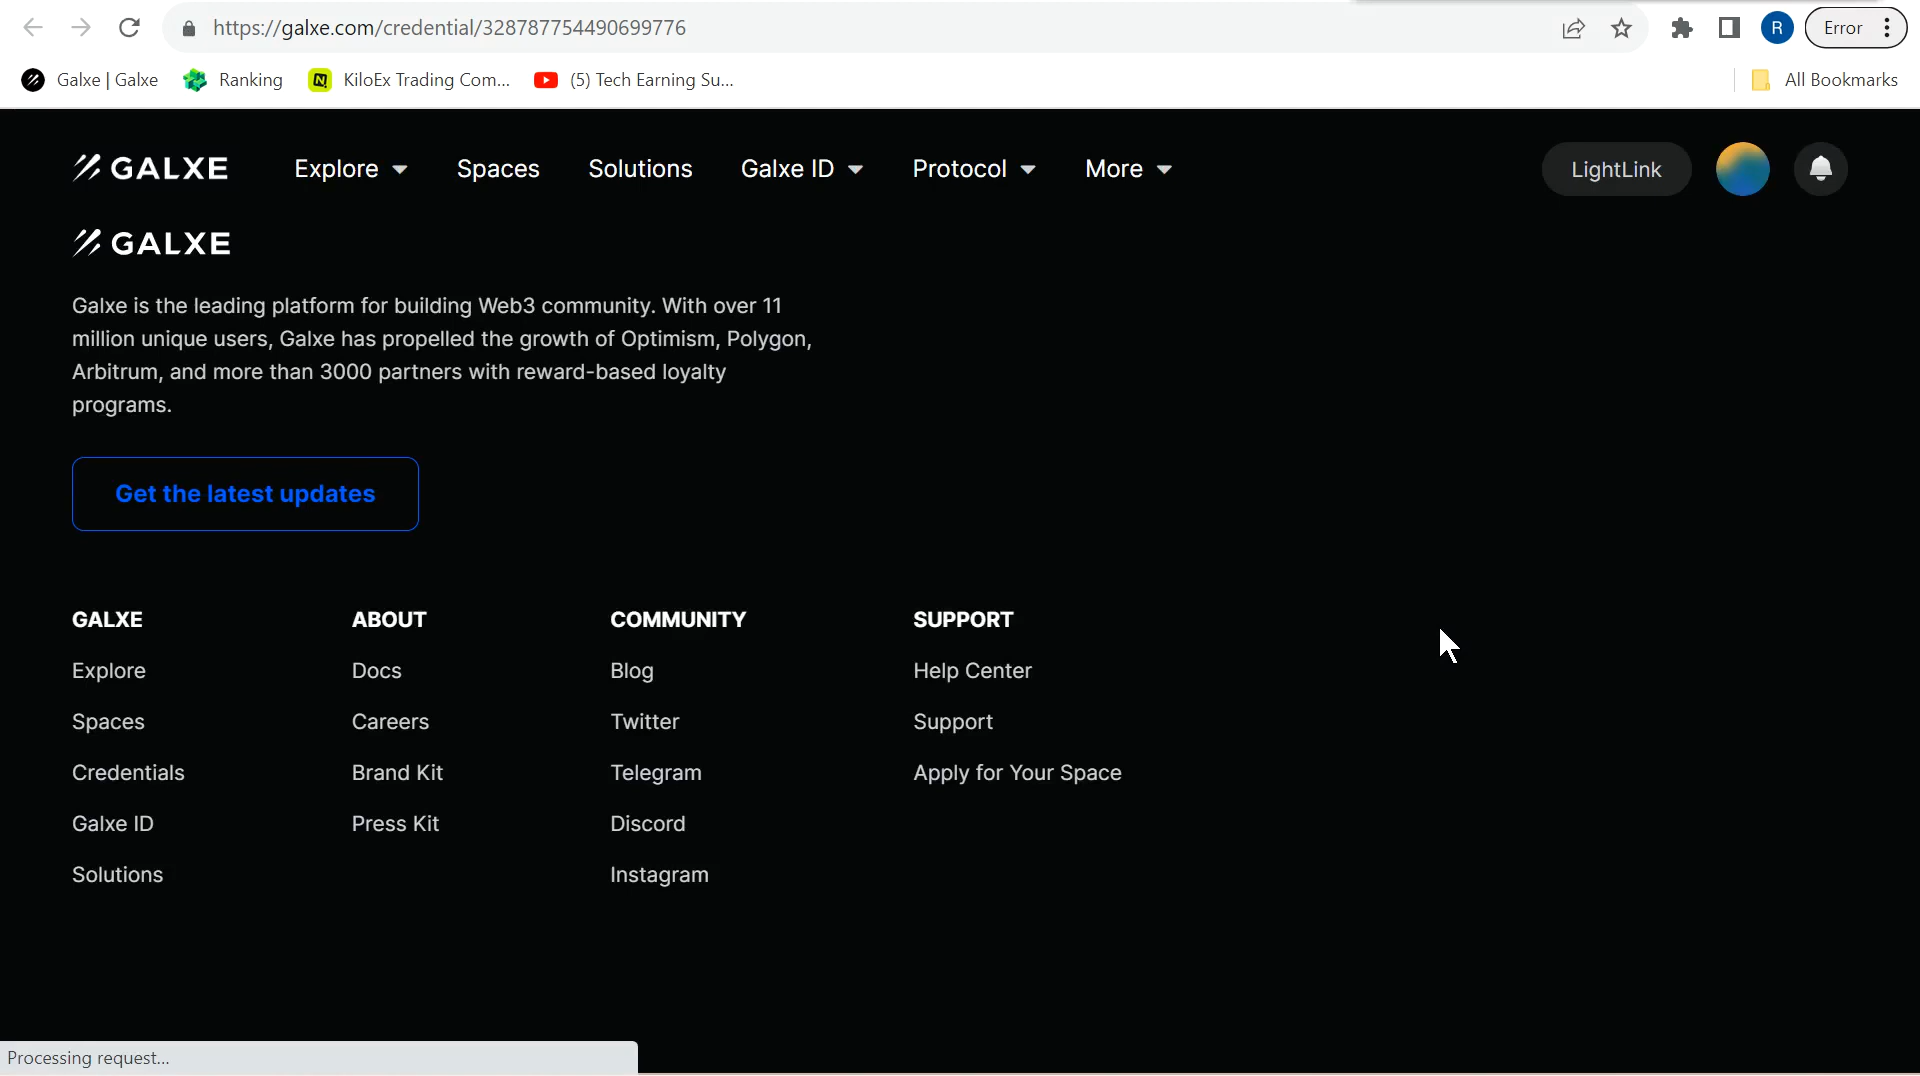 https://galxe.com/credential/328787754490699776
R
Error
Galxe | Galxe
Ranking
KiloEx Trading Com...
(5) Tech Earning Su...
All Bookmarks
GALXE
Explore
Spaces
Solutions
Galxe ID
Protocol
More
LightLink
GALXE
Galxe is the leading platform for building Web3 community. With over 11
million unique users, Galxe has propelled the growth of Optimism, Polygon,
Arbitrum, and more than 3000 partners with reward-based loyalty
programs.
Get the latest updates
GALXE
Explore
Spaces
Credentials
Galxe ID
Solutions
ABOUT
Docs
Careers
Brand Kit
Press Kit
COMMUNITY
Blog
Twitter
Telegram
Discord
Instagram
SUPPORT
Help Center
Support
Apply for Your Space
Processing request...